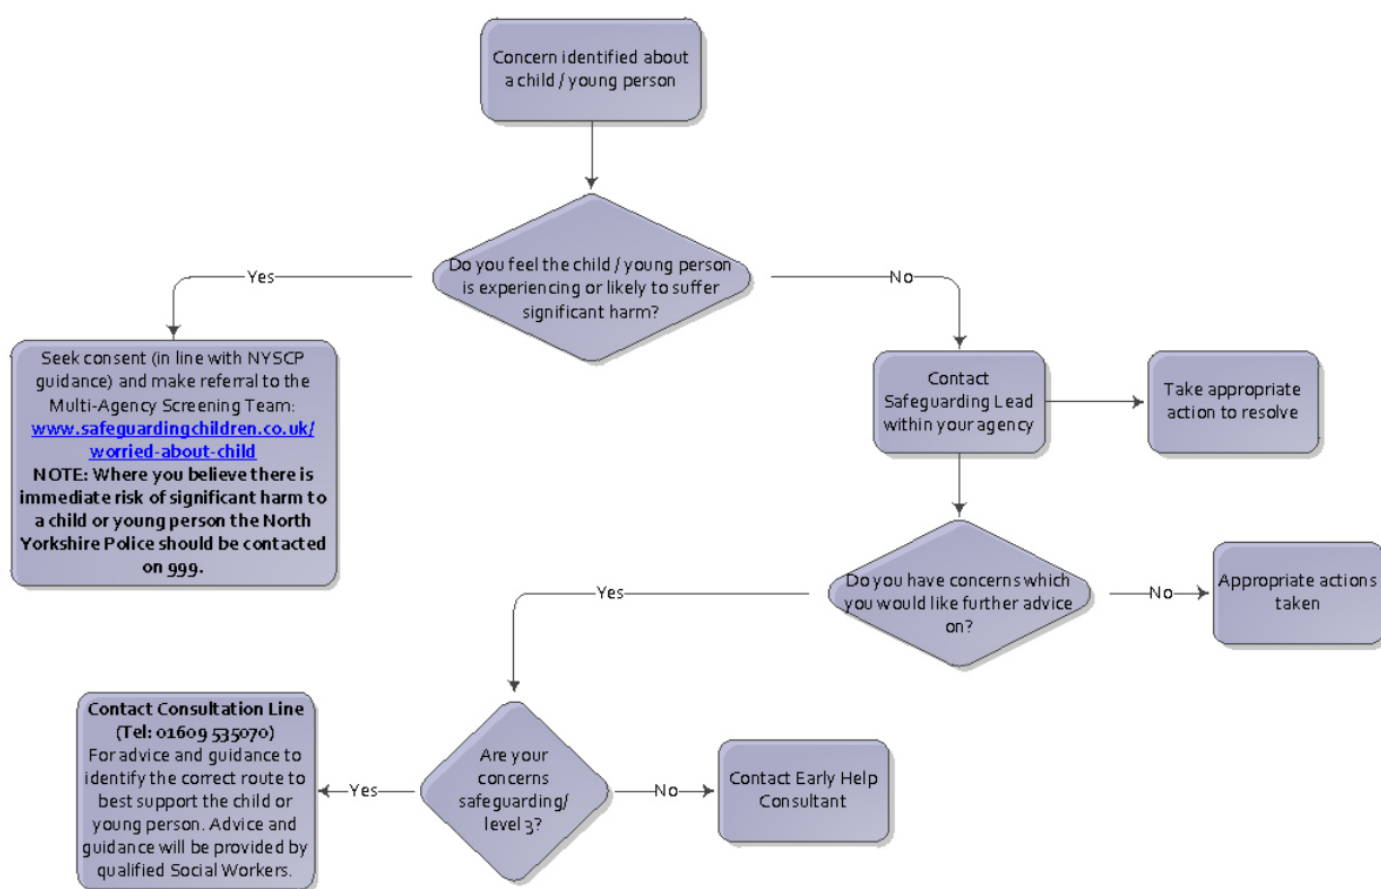 Concern identified about
a child / young person
Do you feel the child / young person
is experiencing or likely to suffer
significant harm?
Yes
No
Seek consent (in line with NYSCP
guidance) and make referral to the
Multi-Agency Screening Team:
www.safeguardingchildren.co.uk/
worried-about-child
NOTE: Where you believe there is
immediate risk of significant harm to
a child or young person the North
Yorkshire Police should be contacted
on 999.
Contact
Safeguarding Lead
within your agency
Take appropriate
action to resolve
Do you have concerns which
you would like further advice
on?
Yes
No
Appropriate actions
taken
Are your
concerns
safeguarding/
level 3?
Yes
No
Contact Consultation Line
(Tel: 01609 535070)
For advice and guidance to
identify the correct route to
best support the child or
young person. Advice and
guidance will be provided by
qualified Social Workers.
Contact Early Help
Consultant